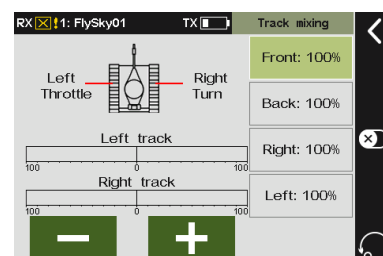 RX !1: FlySky01 TX Track mixing
Front: 100%
Left Throttle
Right Turn
Back: 100%
Left track
Right: 100%
100 0 100
Right track
Left: 100%
100 0 100